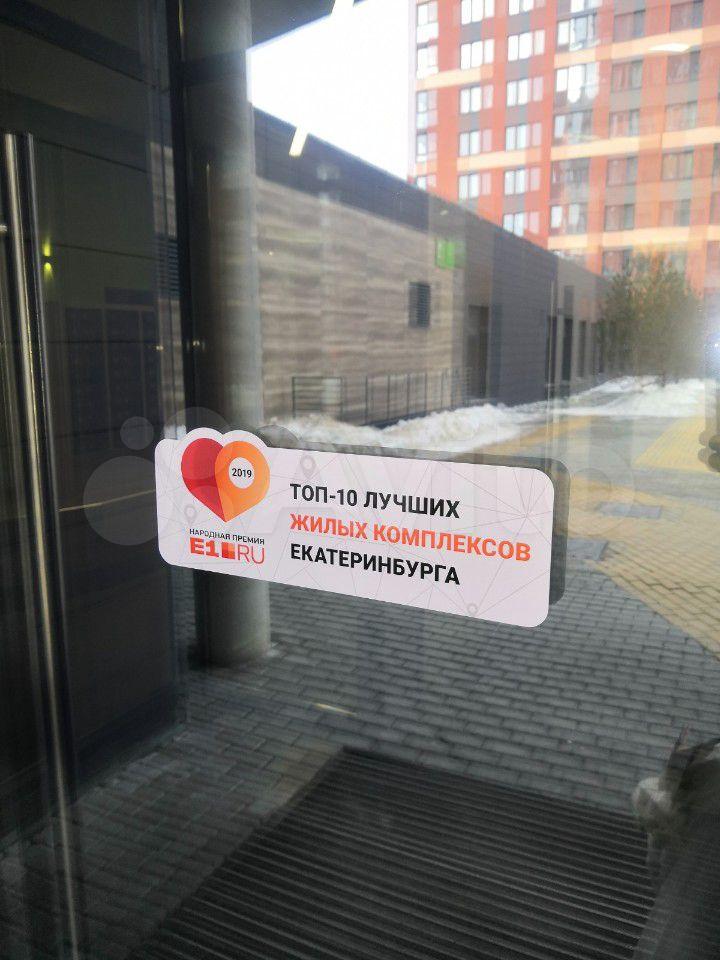 2019
НАРОДНАЯ ПРЕМИЯ
E1.RU
ТОП-10 ЛУЧШИХ
ЖИЛЫХ КОМПЛЕКСОВ
ЕКАТЕРИНБУРГА